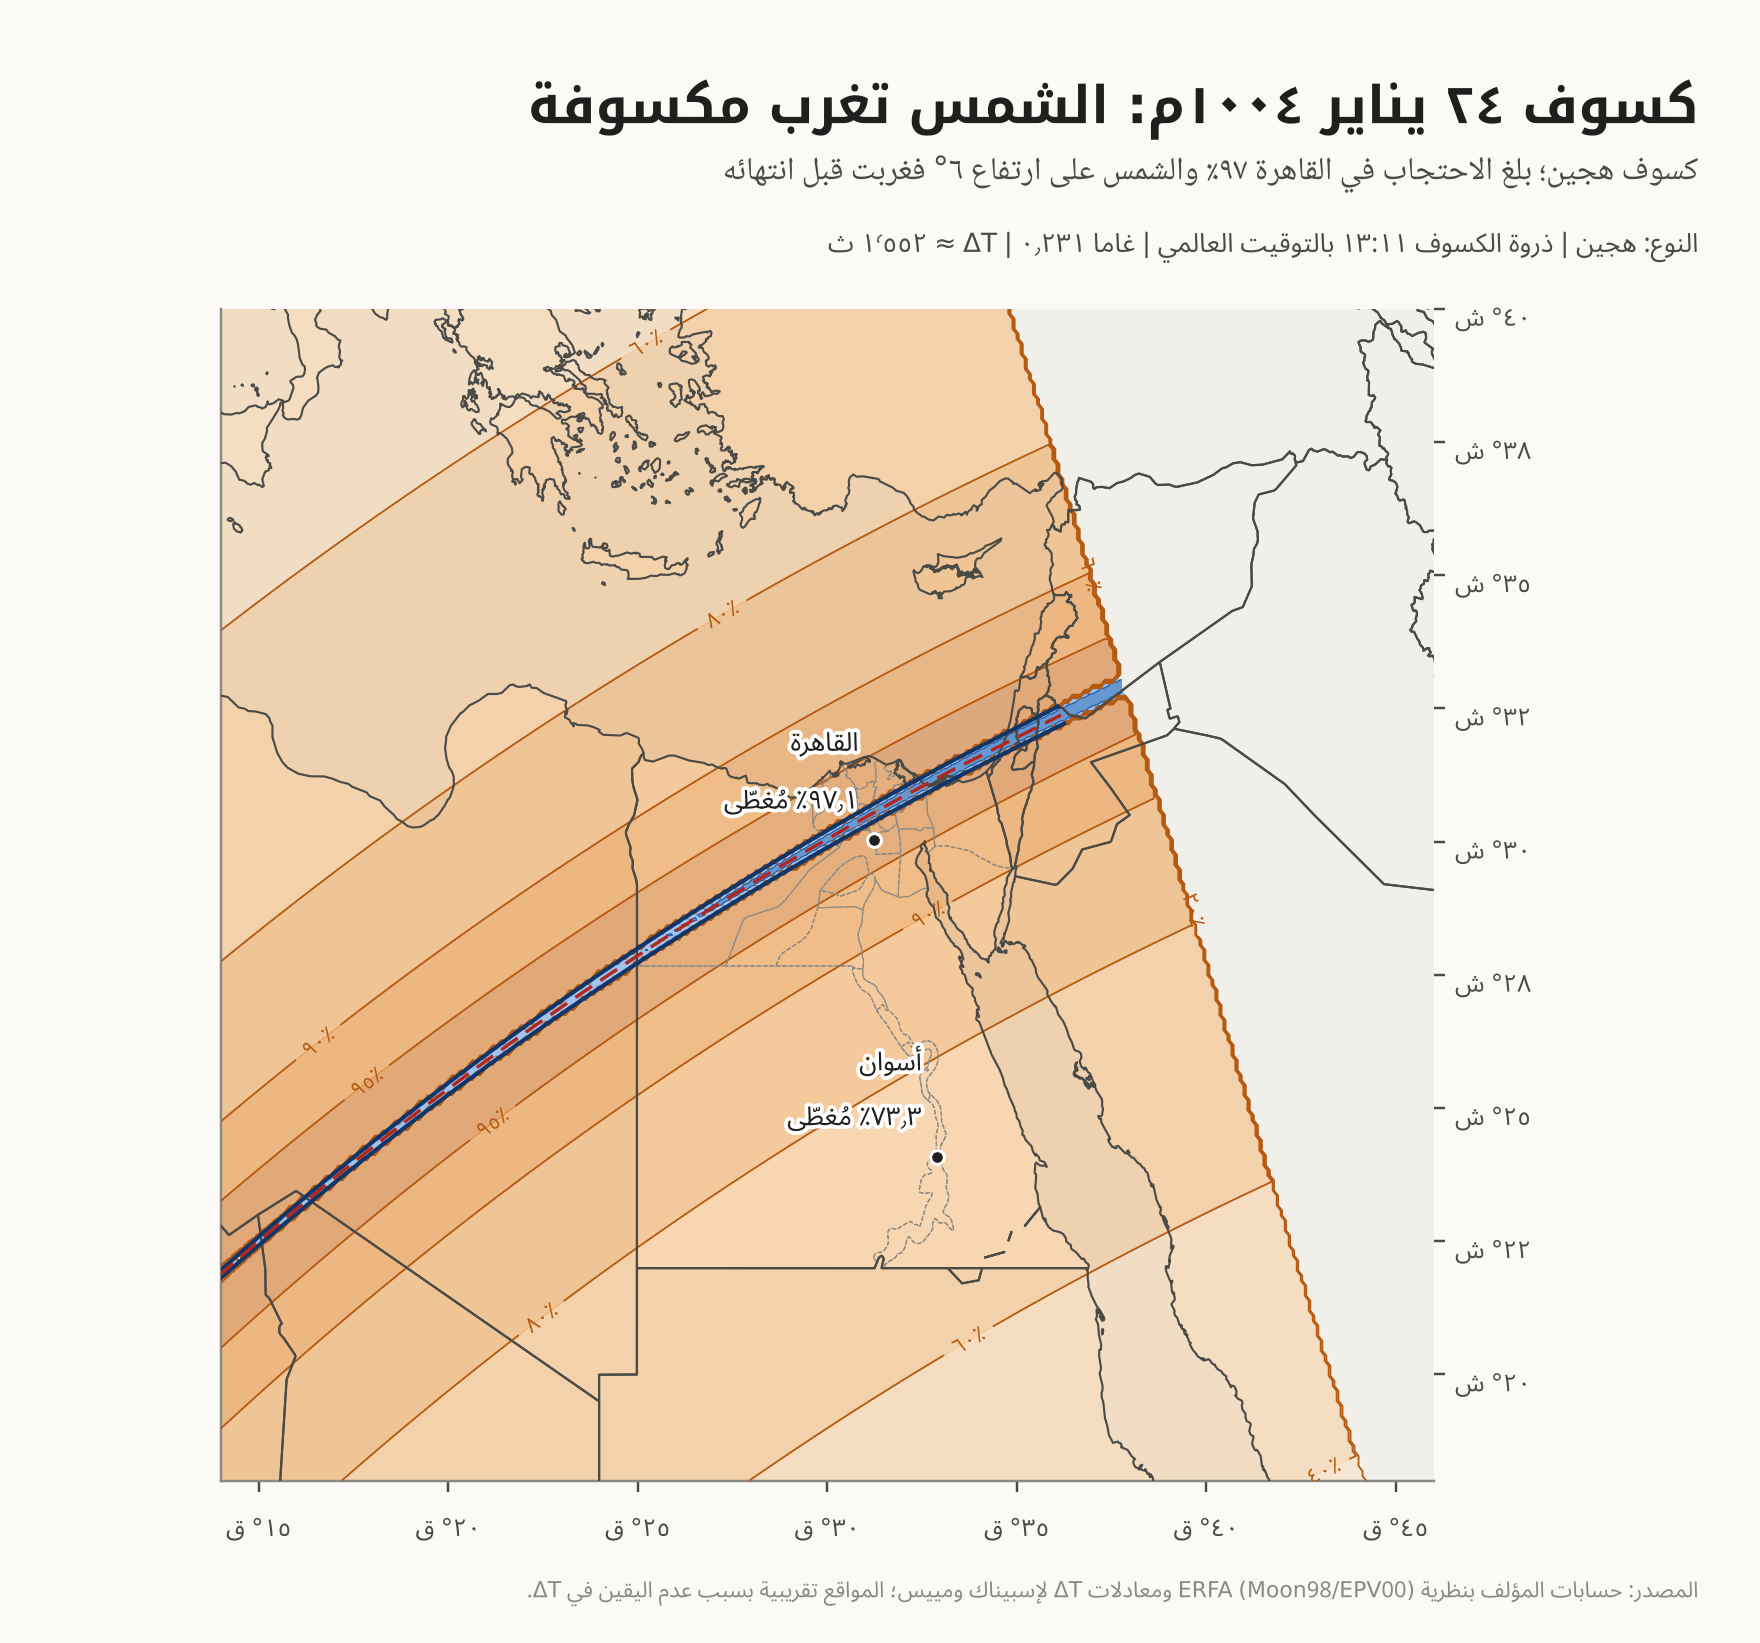 كسوف ٢٤ يناير ١٠٠٤م: الشمس تغرب مكسوفة
كسوف هجين؛ بلغ الاحتجاب في القاهرة ٩٧٪ والشمس على ارتفاع ٦° فغربت قبل انتهائه
النوع: هجين | ذروة الكسوف ١٣:١١ بالتوقيت العالمي | غاما ٠٫٢٣١ | ΔT ≈ ١٬٥٥٢ ث
٤٠° ش
٣٨° ش
٣٥° ش
٣٢° ش
٣٠° ش
٢٨° ش
٢٥° ش
٢٢° ش
٢٠° ش
٦٠٪
٨٠٪
القاهرة
٩٧٫١٪ مُغطّى
٩٠٪
٩٠٪
٩٥٪
٩٥٪
أسوان
٧٣٫٣٪ مُغطّى
٨٠٪
٦٠٪
٤٠٪
١٥° ق
٢٠° ق
٢٥° ق
٣٠° ق
٣٥° ق
٤٠° ق
٤٥° ق
المصدر: حسابات المؤلف بنظرية ERFA (Moon98/EPV00) ومعادلات ΔT لإسبيناك ومييس؛ المواقع تقريبية بسبب عدم اليقين في ΔT.